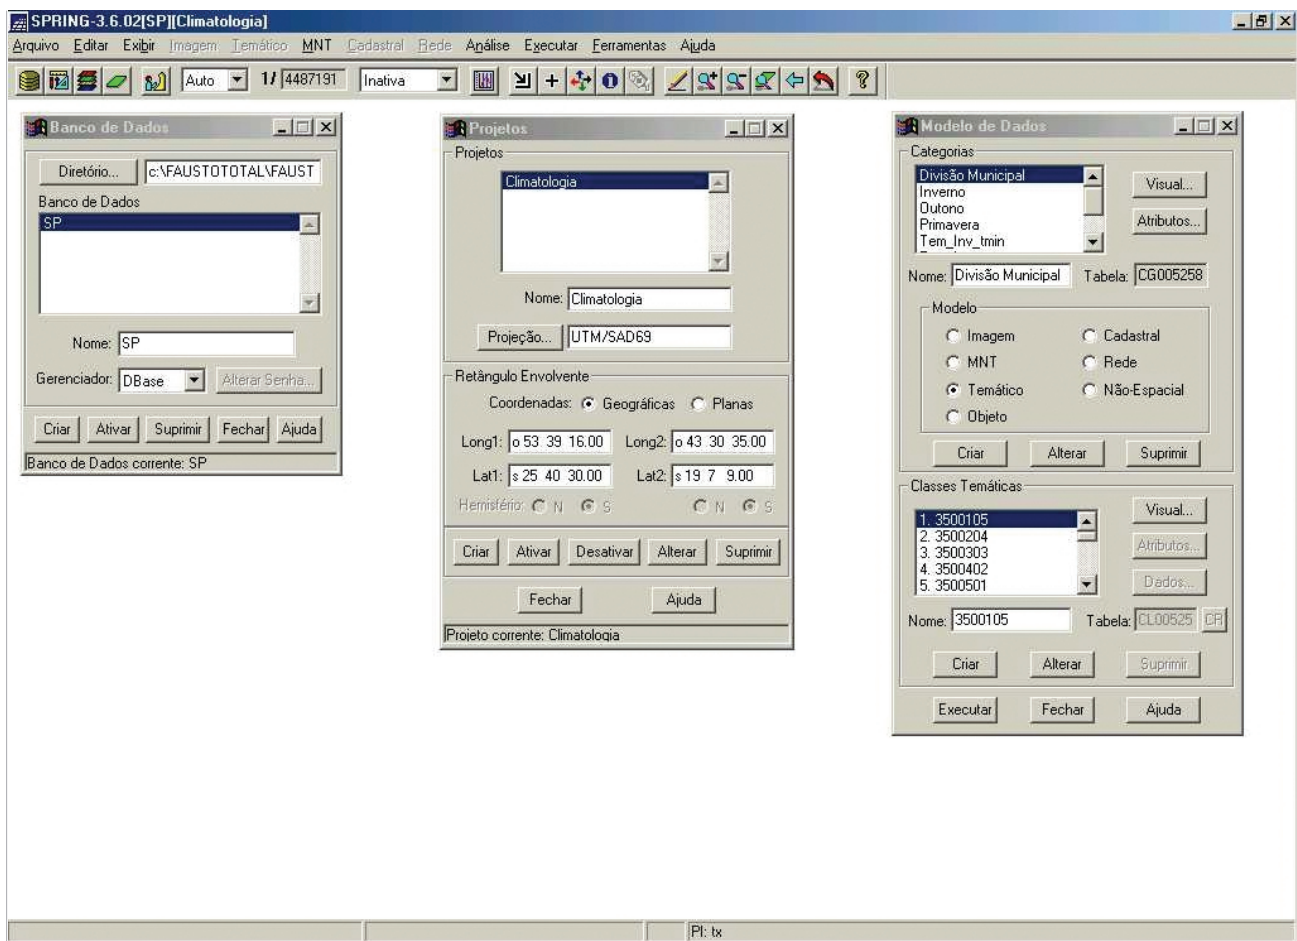 SPRING-3.6.02[SP][Climatologia]
Arquivo Editar Exibir Imagem Temático MNT Cadastral Rede Análise Executar Ferramentas Ajuda
Auto 1/ 4487191 Inativa
Banco de Dados
Diretório... c:\FAUSTOTOTAL\FAUST
Banco de Dados
SP
Nome: SP
Gerenciador: DBase Alterar Senha...
Criar Ativar Suprimir Fechar Ajuda
Banco de Dados corrente: SP
Projetos
Projetos
Climatologia
Nome: Climatologia
Projeção... UTM/SAD69
Retângulo Envolvente
Coordenadas: Geográficas Planas
Long1: o 53 39 16.00 Long2: o 43 30 35.00
Lat1: s 25 40 30.00 Lat2: s 19 7 9.00
Hemisfério: N S N S
Criar Ativar Desativar Alterar Suprimir
Fechar Ajuda
Projeto corrente: Climatologia
Modelo de Dados
Categorias
Divisão Municipal
Inverno
Outono
Primavera
Tem_Inv_tmin
Visual...
Atributos...
Nome: Divisão Municipal Tabela: CG005258
Modelo
Imagem Cadastral
MNT Rede
Temático Não-Espacial
Objeto
Criar Alterar Suprimir
Classes Temáticas
1. 3500105
2. 3500204
3. 3500303
4. 3500402
5. 3500501
Visual...
Atributos...
Dados...
Nome: 3500105 Tabela: CL00525 CR
Criar Alterar Suprimir
Executar Fechar Ajuda
PI: tx